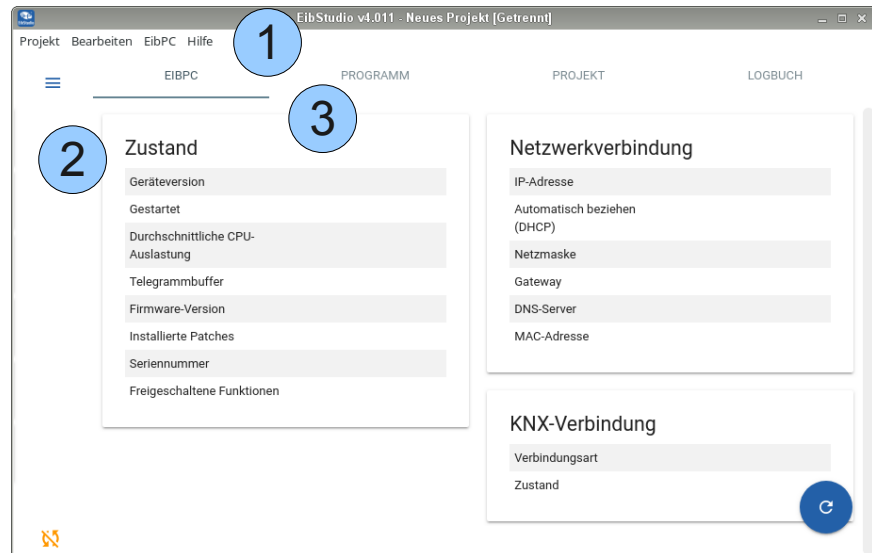 EibStudio v4.011 - Neues Projekt [Getrennt]
Projekt Bearbeiten EibPC Hilfe
1
EIBPC PROGRAMM PROJEKT LOGBUCH
2
3
Zustand
Geräteversion
Gestartet
Durchschnittliche CPU-
Auslastung
Telegrammbuffer
Firmware-Version
Installierte Patches
Seriennummer
Freigeschaltene Funktionen
Netzwerkverbindung
IP-Adresse
Automatisch beziehen
(DHCP)
Netzmaske
Gateway
DNS-Server
MAC-Adresse
KNX-Verbindung
Verbindungsart
Zustand